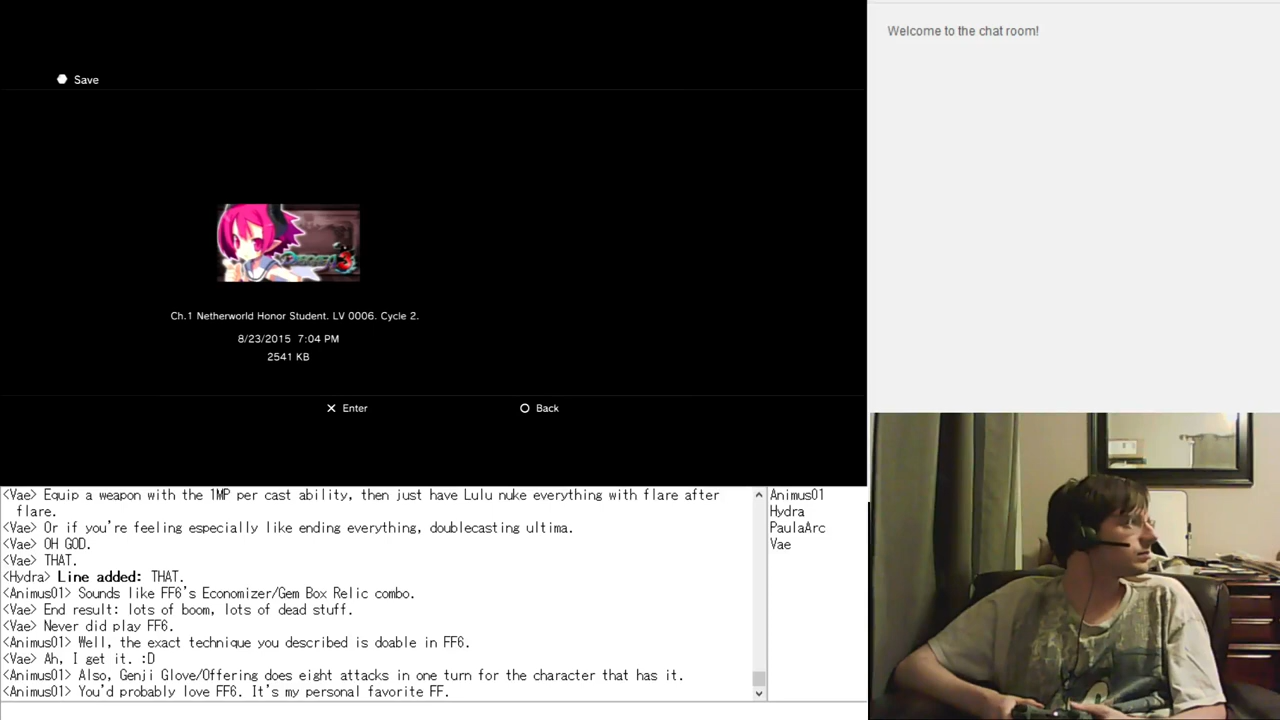 Save
Welcome to the chat room!
3
Ch.1 Netherworld Honor Student. LV 0006. Cycle 2.
8/23/2015 7:04 PM
2541 KB
Enter
Back
<Vae> Equip a weapon with the 1MP per cast ability, then just have Lulu nuke everything with flare after
flare.
<Vae> Or if you're feeling especially like ending everything, doublecasting ultima.
<Vae> OH GOD.
<Vae> THAT.
<Hydra> Line added: THAT.
<Animus01> Sounds like FF6's Economizer/Gem Box Relic combo.
<Vae> End result: lots of boom, lots of dead stuff.
<Vae> Never did play FF6.
<Animus01> Well, the exact technique you described is doable in FF6.
<Vae> Ah, I get it. :D
<Animus01> Also, Genji Glove/Offering does eight attacks in one turn for the character that has it.
<Animus01> You'd probably love FF6. It's my personal favorite FF.
Animus01
Hydra
PaulaArc
Vae